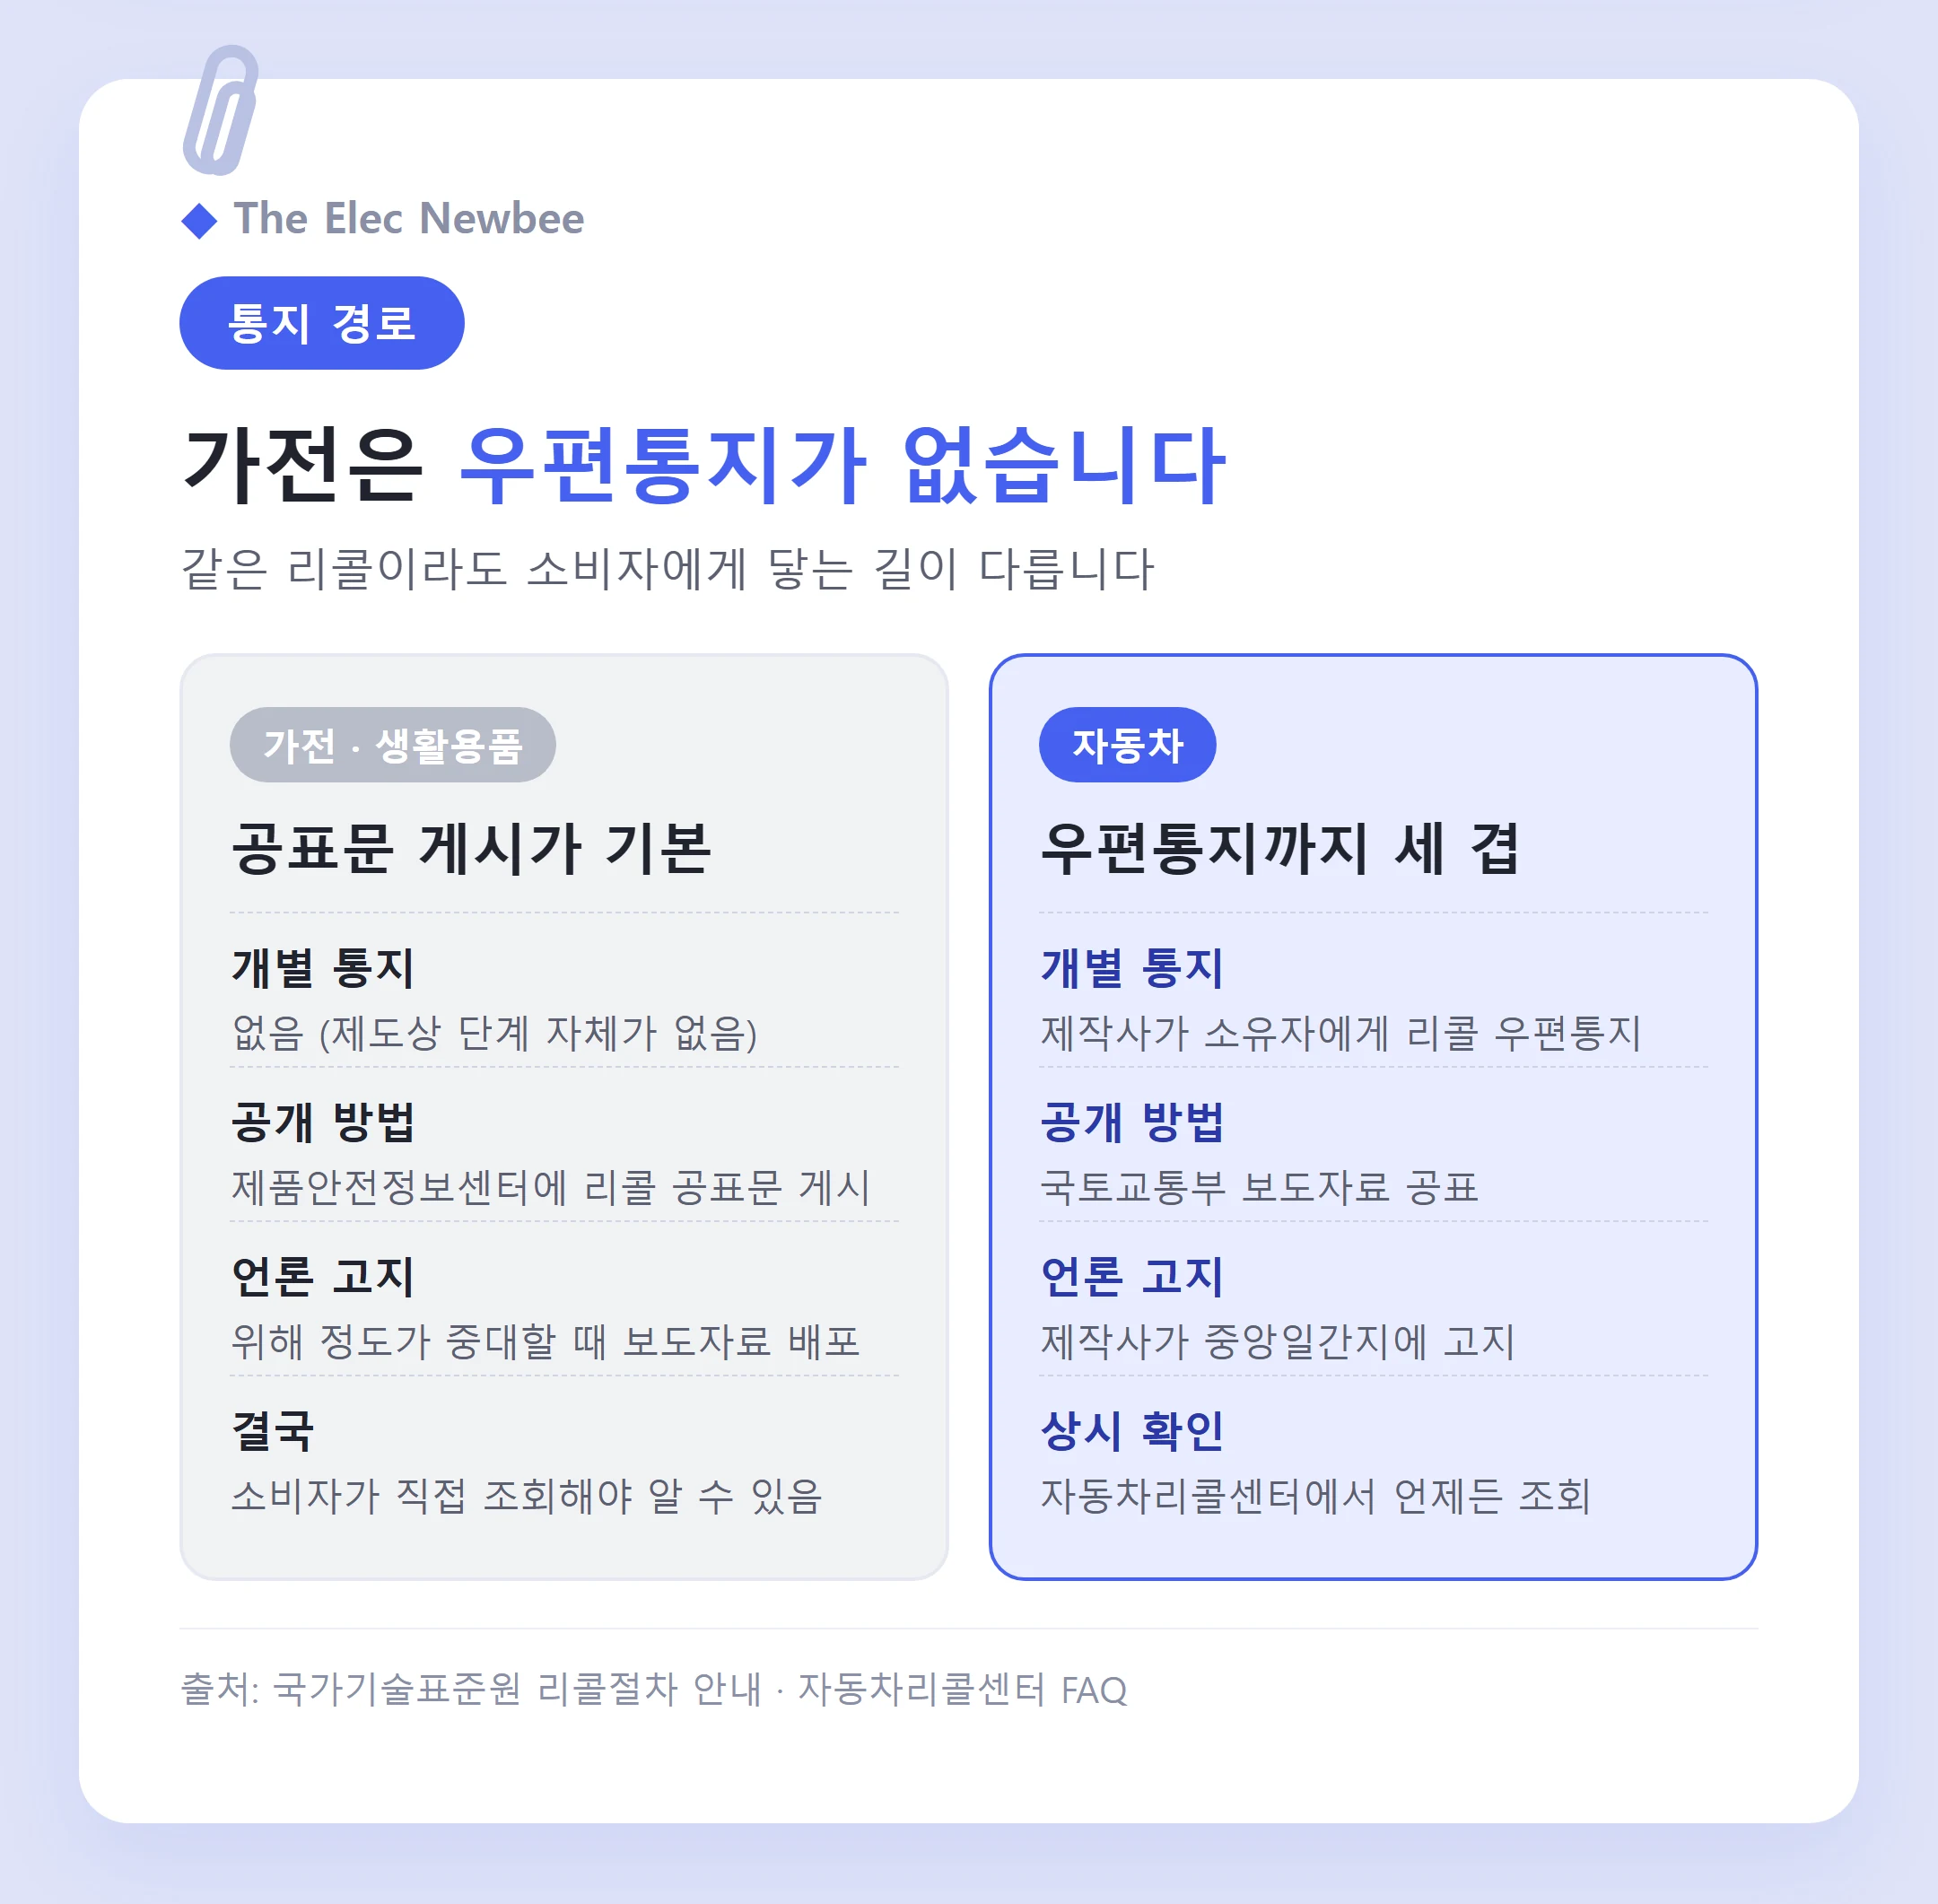 The Elec Newbee
통지 경로
가전은 우편통지가 없습니다
같은 리콜이라도 소비자에게 닿는 길이 다릅니다
가전 · 생활용품
공표문 게시가 기본
개별 통지
없음 (제도상 단계 자체가 없음)
공개 방법
제품안전정보센터에 리콜 공표문 게시
언론 고지
위해 정도가 중대할 때 보도자료 배포
결국
소비자가 직접 조회해야 알 수 있음
자동차
우편통지까지 세 겹
개별 통지
제작사가 소유자에게 리콜 우편통지
공개 방법
국토교통부 보도자료 공표
언론 고지
제작사가 중앙일간지에 고지
상시 확인
자동차리콜센터에서 언제든 조회
출처: 국가기술표준원 리콜절차 안내 · 자동차리콜센터 FAQ